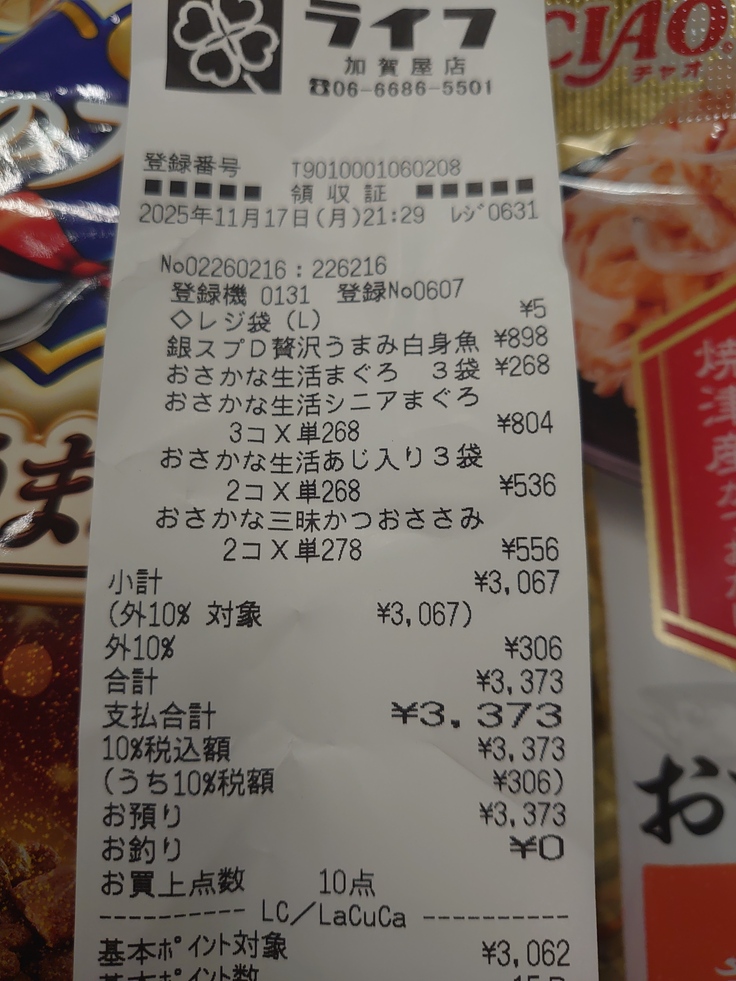 ライフ
加賀屋店
☎06-6686-5501
登録番号 T9010001060208
■■■■■ 領収証 ■■■■■
2025年11月17日(月)21:29 レジ0631
No02260216:226216
登録機 0131 登録No0607
◇レジ袋(L) ¥5
銀スプD贅沢うまみ白身魚 ¥898
おさかな生活まぐろ 3袋 ¥268
おさかな生活シニアまぐろ
3コX単268 ¥804
おさかな生活あじ入り3袋
2コX単268 ¥536
おさかな三昧かつおささみ
2コX単278 ¥556
小計 ¥3,067
(外10% 対象 ¥3,067)
外10% ¥306
合計 ¥3,373
支払合計 ¥3,373
10%税込額 ¥3,373
(うち10%税額 ¥306)
お預り ¥3,373
お釣り ¥0
お買上点数 10点
---------- LC/LaCuCa ----------
基本ポイント対象 ¥3,062
基本ポイント数 15P
CIAO
チャオ
焼津産
お